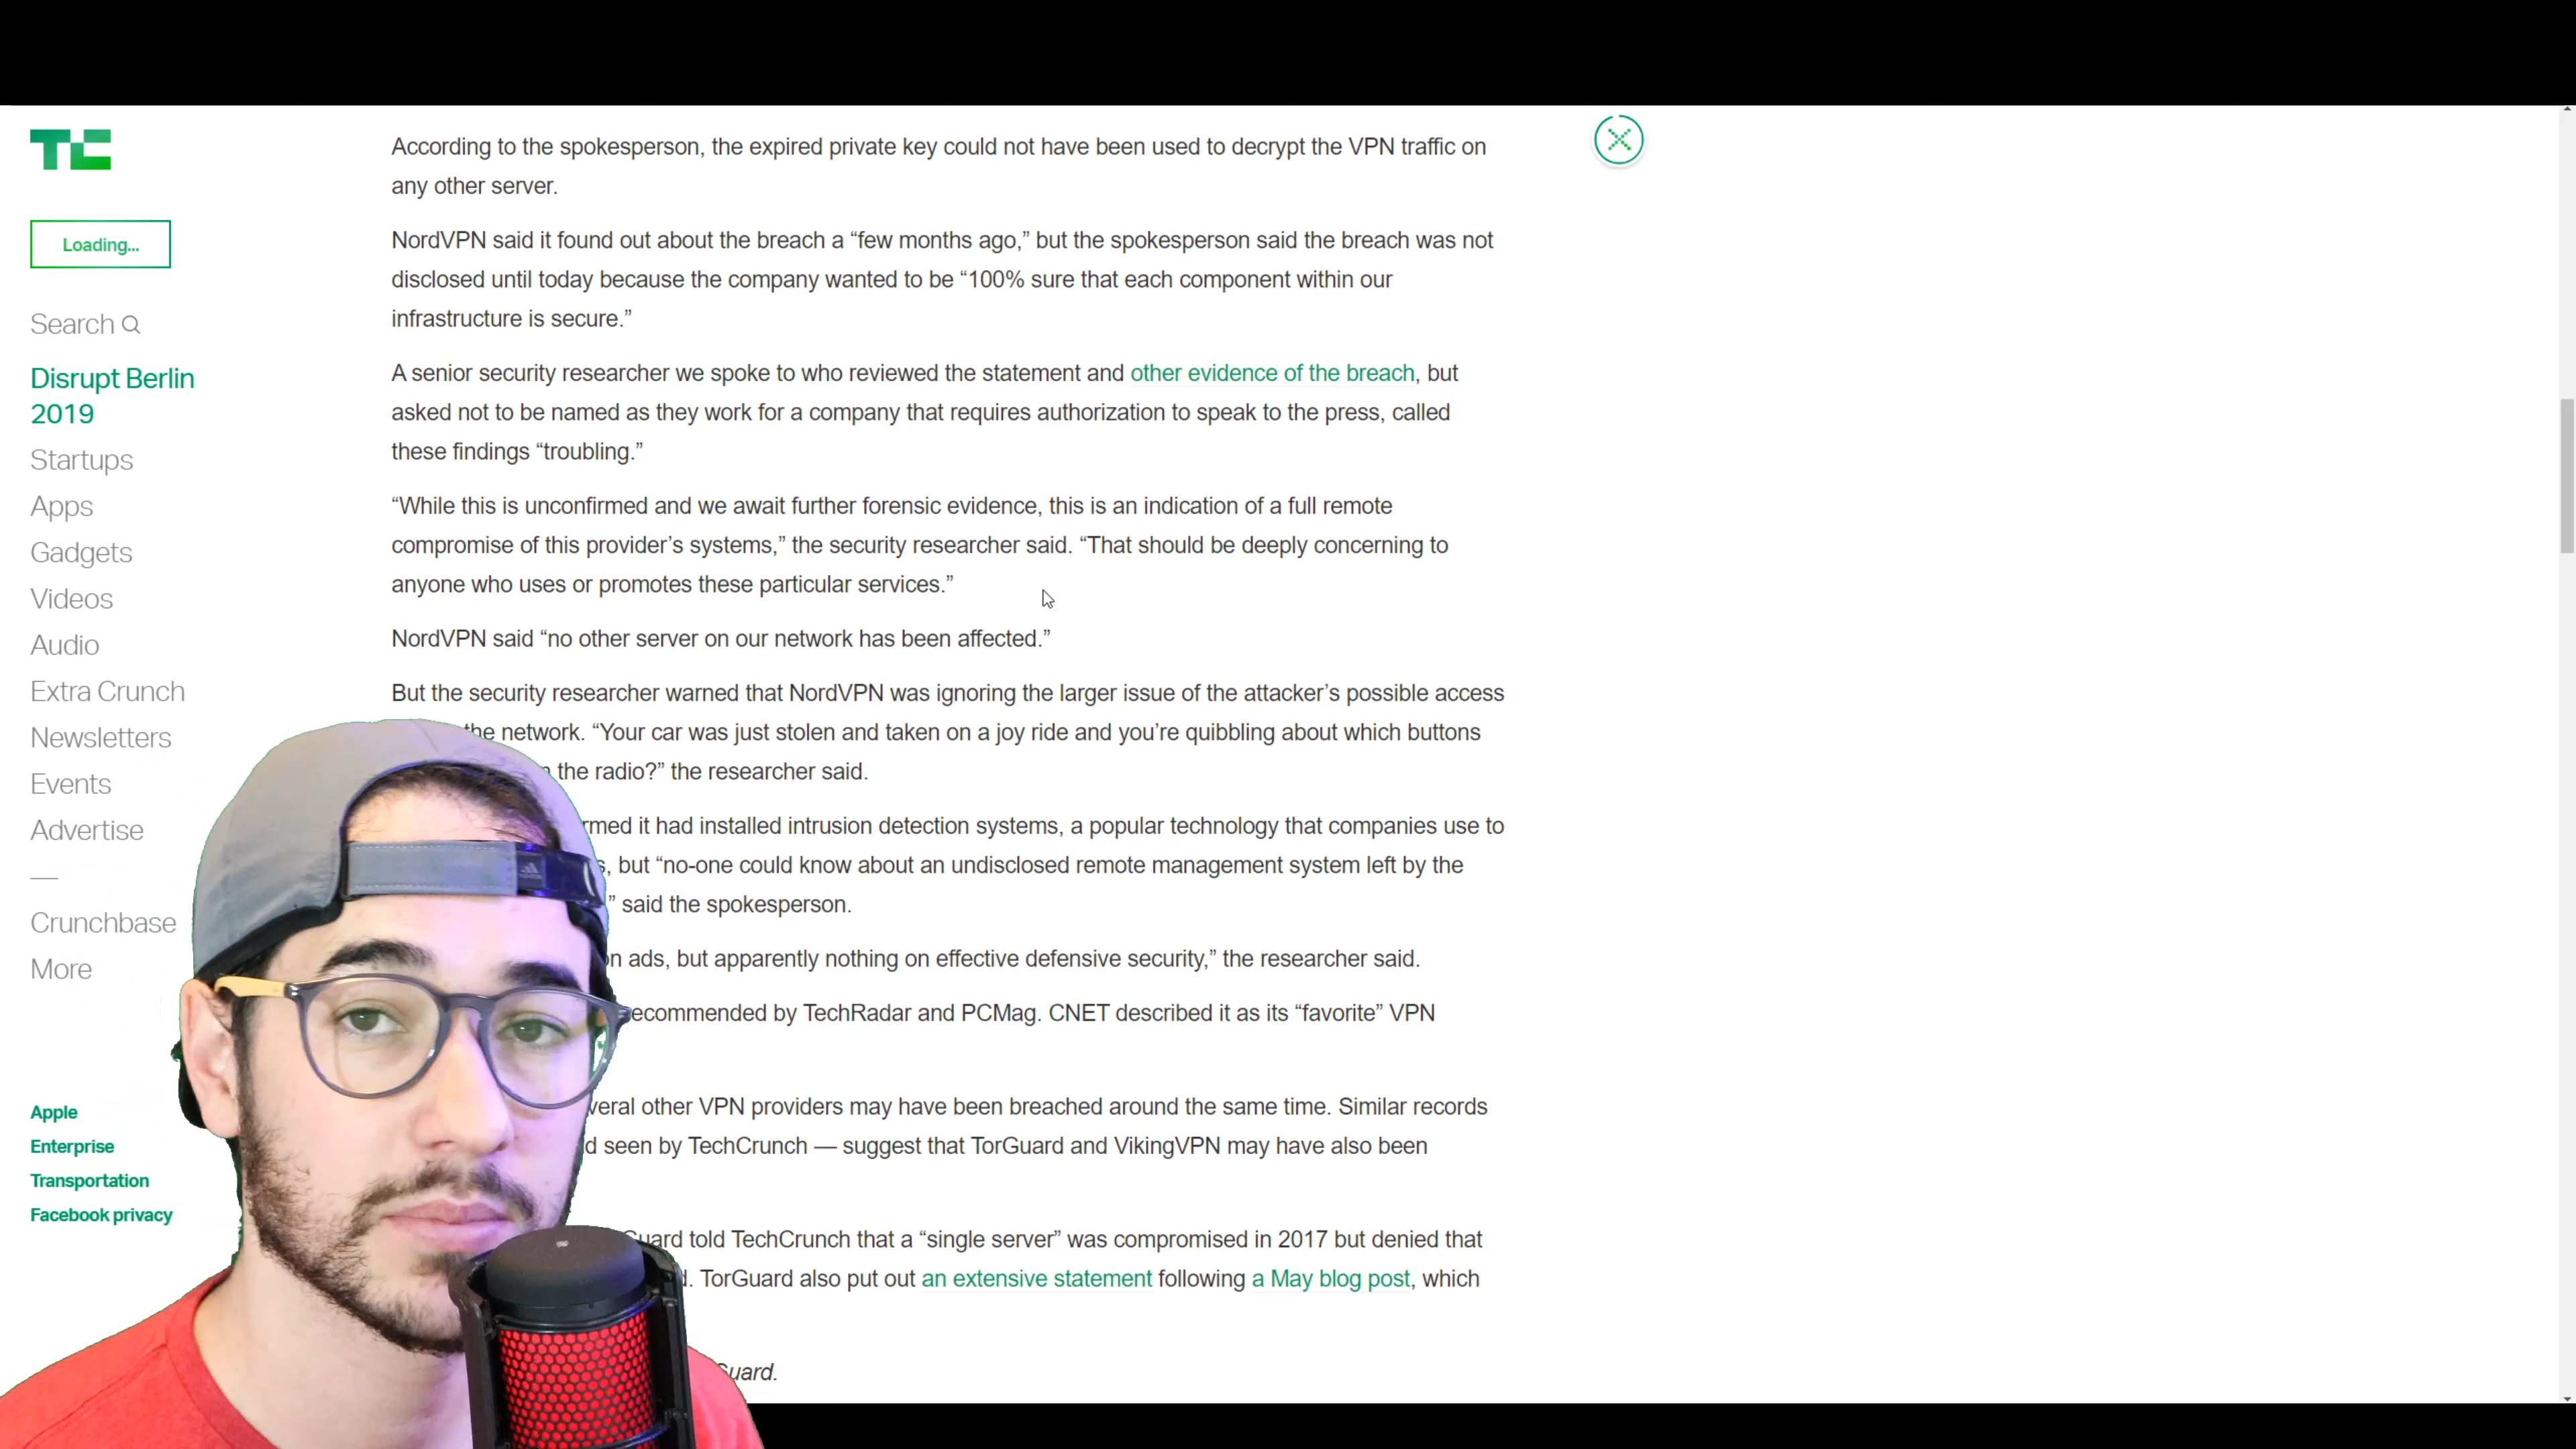 TC
Loading...
Search
Disrupt Berlin
2019
Startups
Apps
Gadgets
Videos
Audio
Extra Crunch
Newsletters
Events
Advertise
—
Crunchbase
More
Apple
Enterprise
Transportation
Facebook privacy
According to the spokesperson, the expired private key could not have been used to decrypt the VPN traffic on
any other server.
NordVPN said it found out about the breach a “few months ago,” but the spokesperson said the breach was not
disclosed until today because the company wanted to be “100% sure that each component within our
infrastructure is secure.”
A senior security researcher we spoke to who reviewed the statement and other evidence of the breach, but
asked not to be named as they work for a company that requires authorization to speak to the press, called
these findings “troubling.”
“While this is unconfirmed and we await further forensic evidence, this is an indication of a full remote
compromise of this provider’s systems,” the security researcher said. “That should be deeply concerning to
anyone who uses or promotes these particular services.”
NordVPN said “no other server on our network has been affected.”
But the security researcher warned that NordVPN was ignoring the larger issue of the attacker’s possible access
the network. “Your car was just stolen and taken on a joy ride and you’re quibbling about which buttons
the radio?” the researcher said.
rmed it had installed intrusion detection systems, a popular technology that companies use to
, but “no-one could know about an undisclosed remote management system left by the
” said the spokesperson.
n ads, but apparently nothing on effective defensive security,” the researcher said.
ecommended by TechRadar and PCMag. CNET described it as its “favorite” VPN
veral other VPN providers may have been breached around the same time. Similar records
d seen by TechCrunch — suggest that TorGuard and VikingVPN may have also been
Guard told TechCrunch that a “single server” was compromised in 2017 but denied that
. TorGuard also put out an extensive statement following a May blog post, which
Guard.